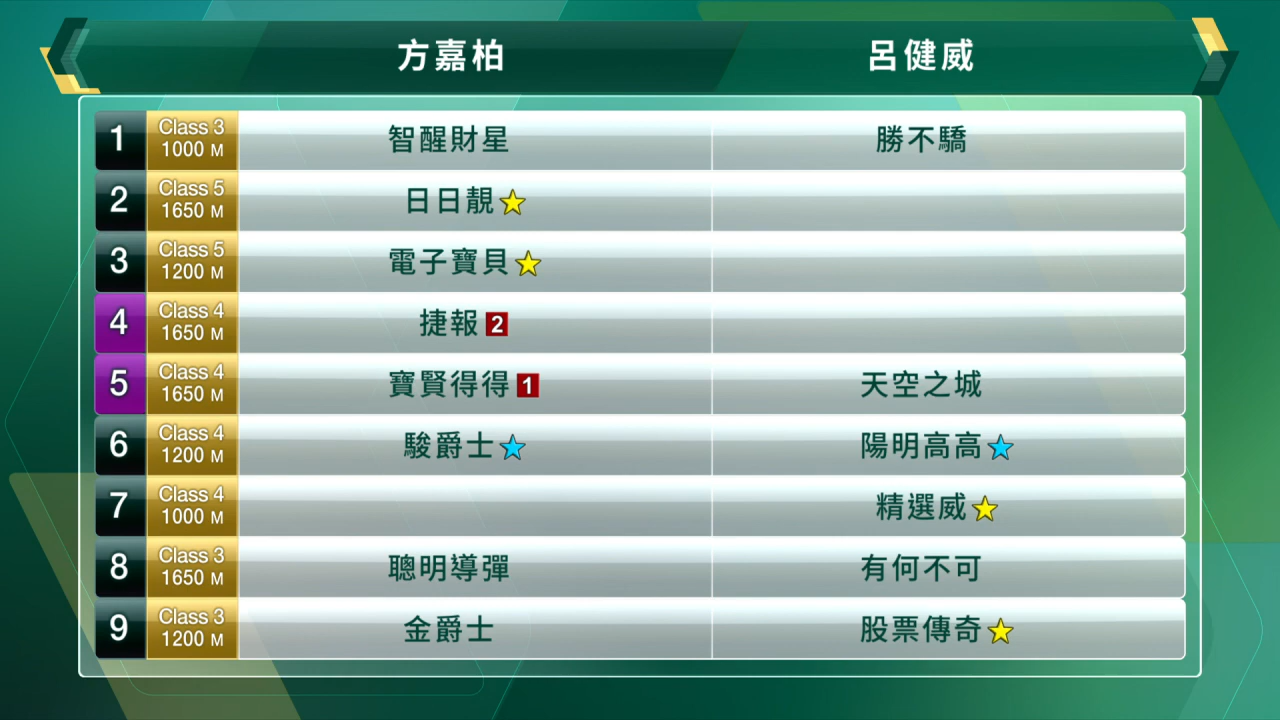 方嘉柏 呂健威
1 Class 3 1000 M 智醒財星 勝不驕
2 Class 5 1650 M 日日靚
3 Class 5 1200 M 電子寶貝
4 Class 4 1650 M 捷報 2
5 Class 4 1650 M 寶賢得得 1 天空之城
6 Class 4 1200 M 駿爵士 陽明高高
7 Class 4 1000 M 精選威
8 Class 3 1650 M 聰明導彈 有何不可
9 Class 3 1200 M 金爵士 股票傳奇